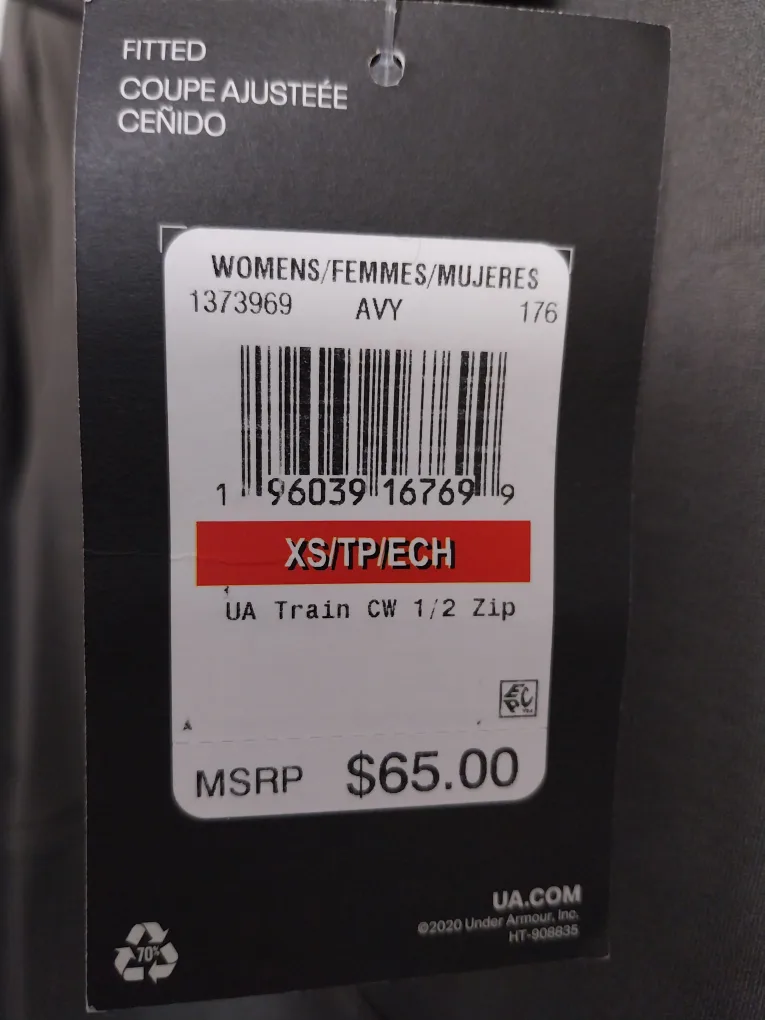 FITTED
COUPE AJUSTEÉE
CEÑIDO
WOMENS/FEMMES/MUJERES
1373969 AVY 176
1 96039 16769 9
XS/TP/ECH
UA Train CW 1/2 Zip
EPC
MSRP $65.00
UA.COM
©2020 Under Armour, Inc.
HT-908835
70%